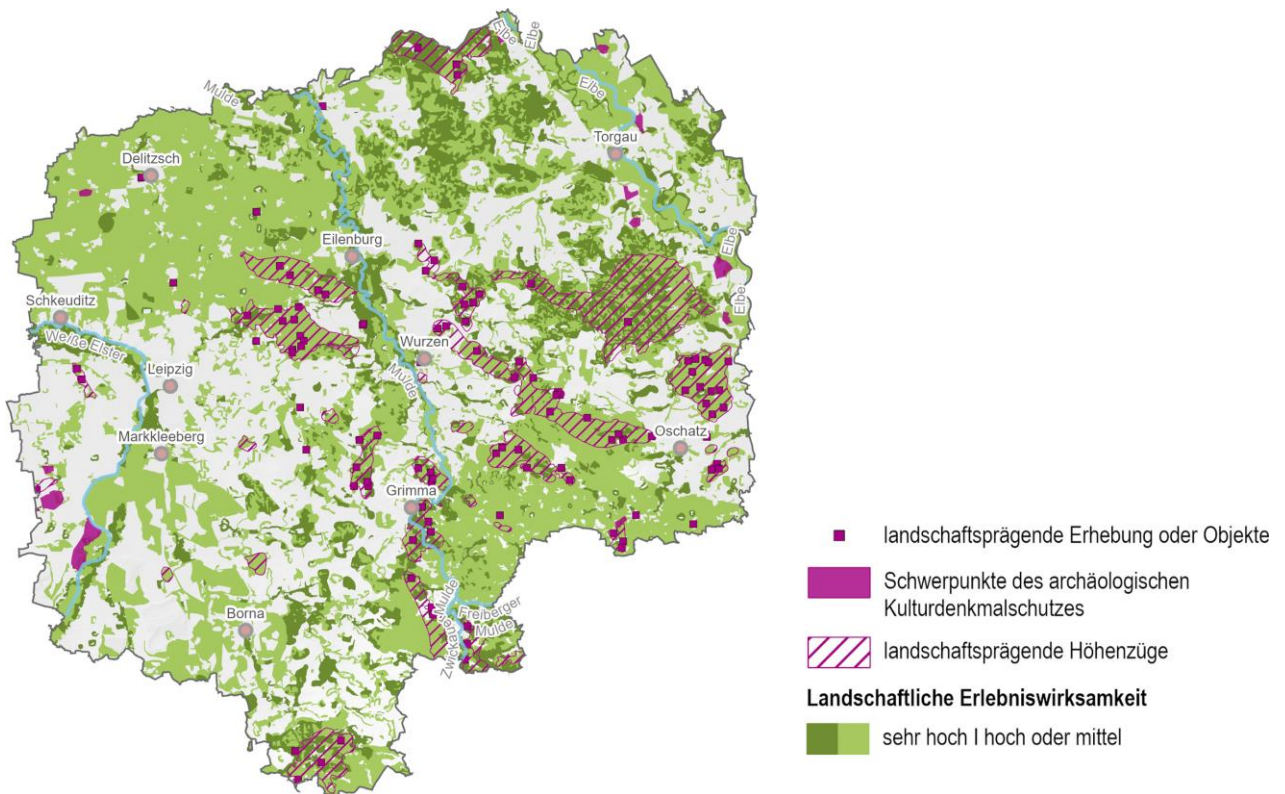 Elbe
Elbe
Elbe
Mulde
Torgau
Delitzsch
Eilenburg
Elbe
Elbe
Schkeuditz
Weiße Elster
Wurzen
Mulde
Leipzig
Markkleeberg
Oschatz
Grimma
Borna
Zwickauer Mulde
Freiberger
Mulde
landschaftsprägende Erhebung oder Objekte
Schwerpunkte des archäologischen
Kulturdenkmalschutzes
landschaftsprägende Höhenzüge
Landschaftliche Erlebniswirksamkeit
sehr hoch I hoch oder mittel